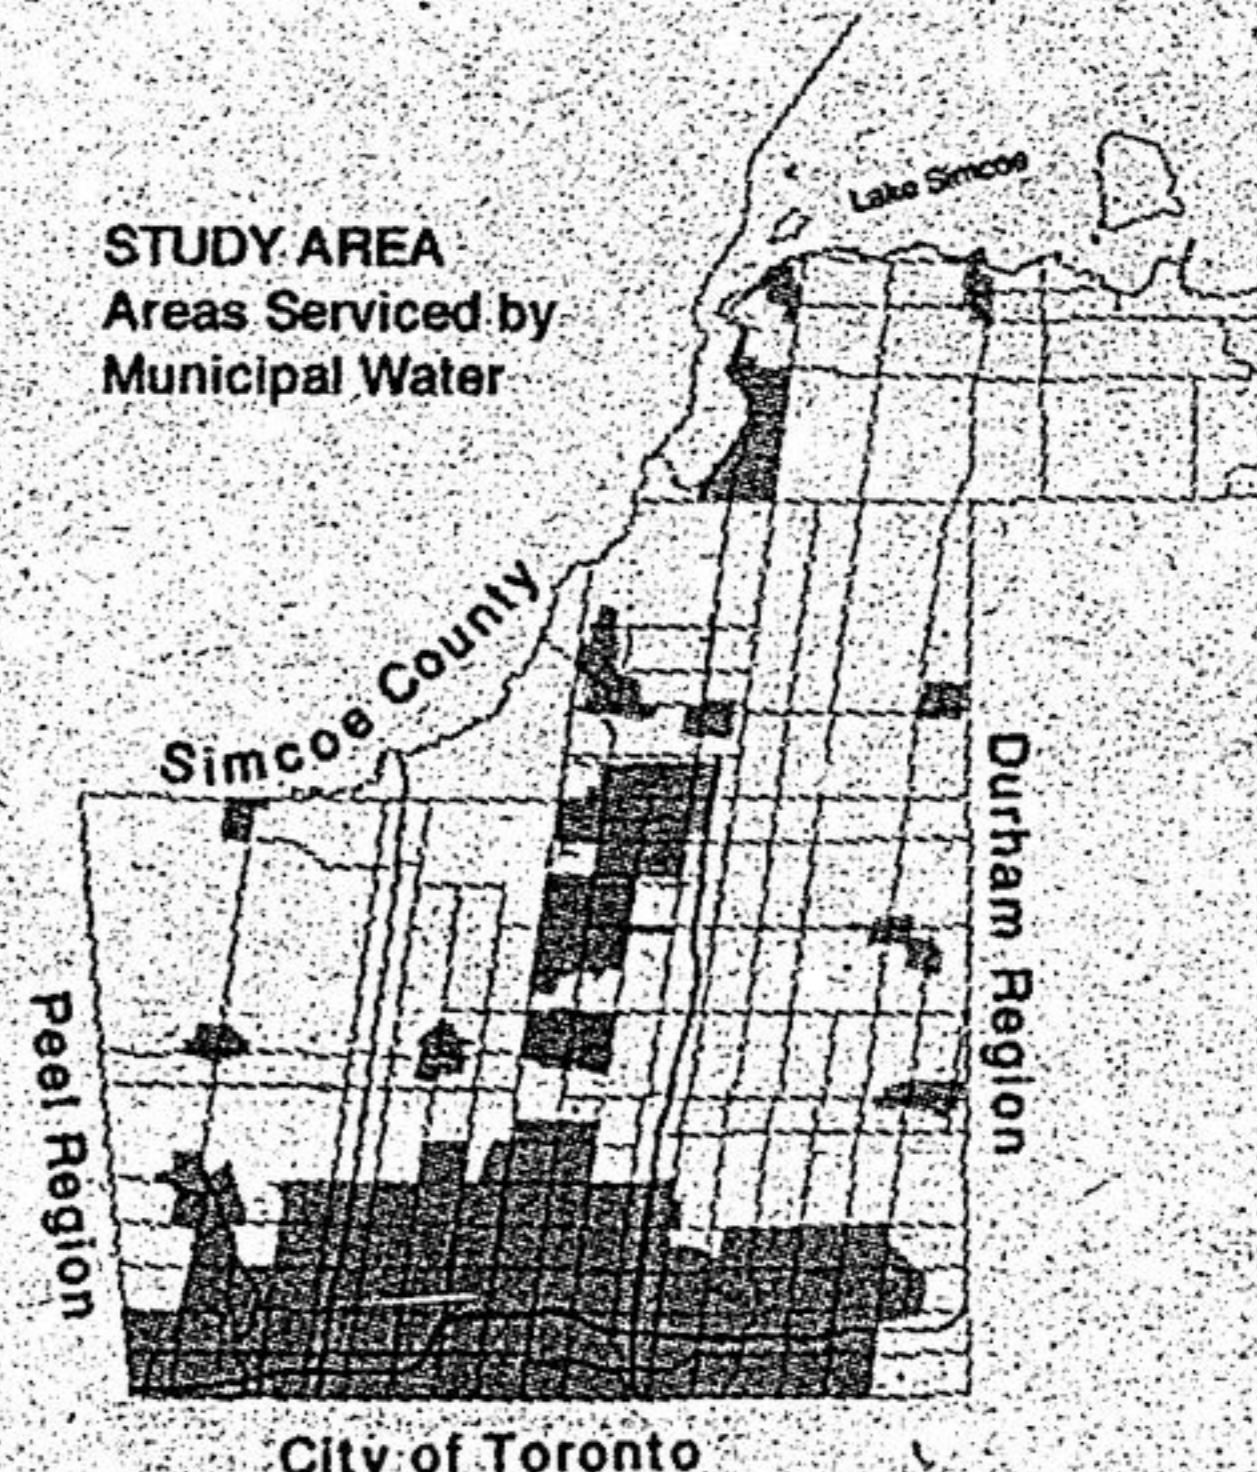 Lake Simcoe
STUDY AREA
Areas Serviced by
Municipal Water
Simcoe County
Durham Region
Peel Region
City of Toronto